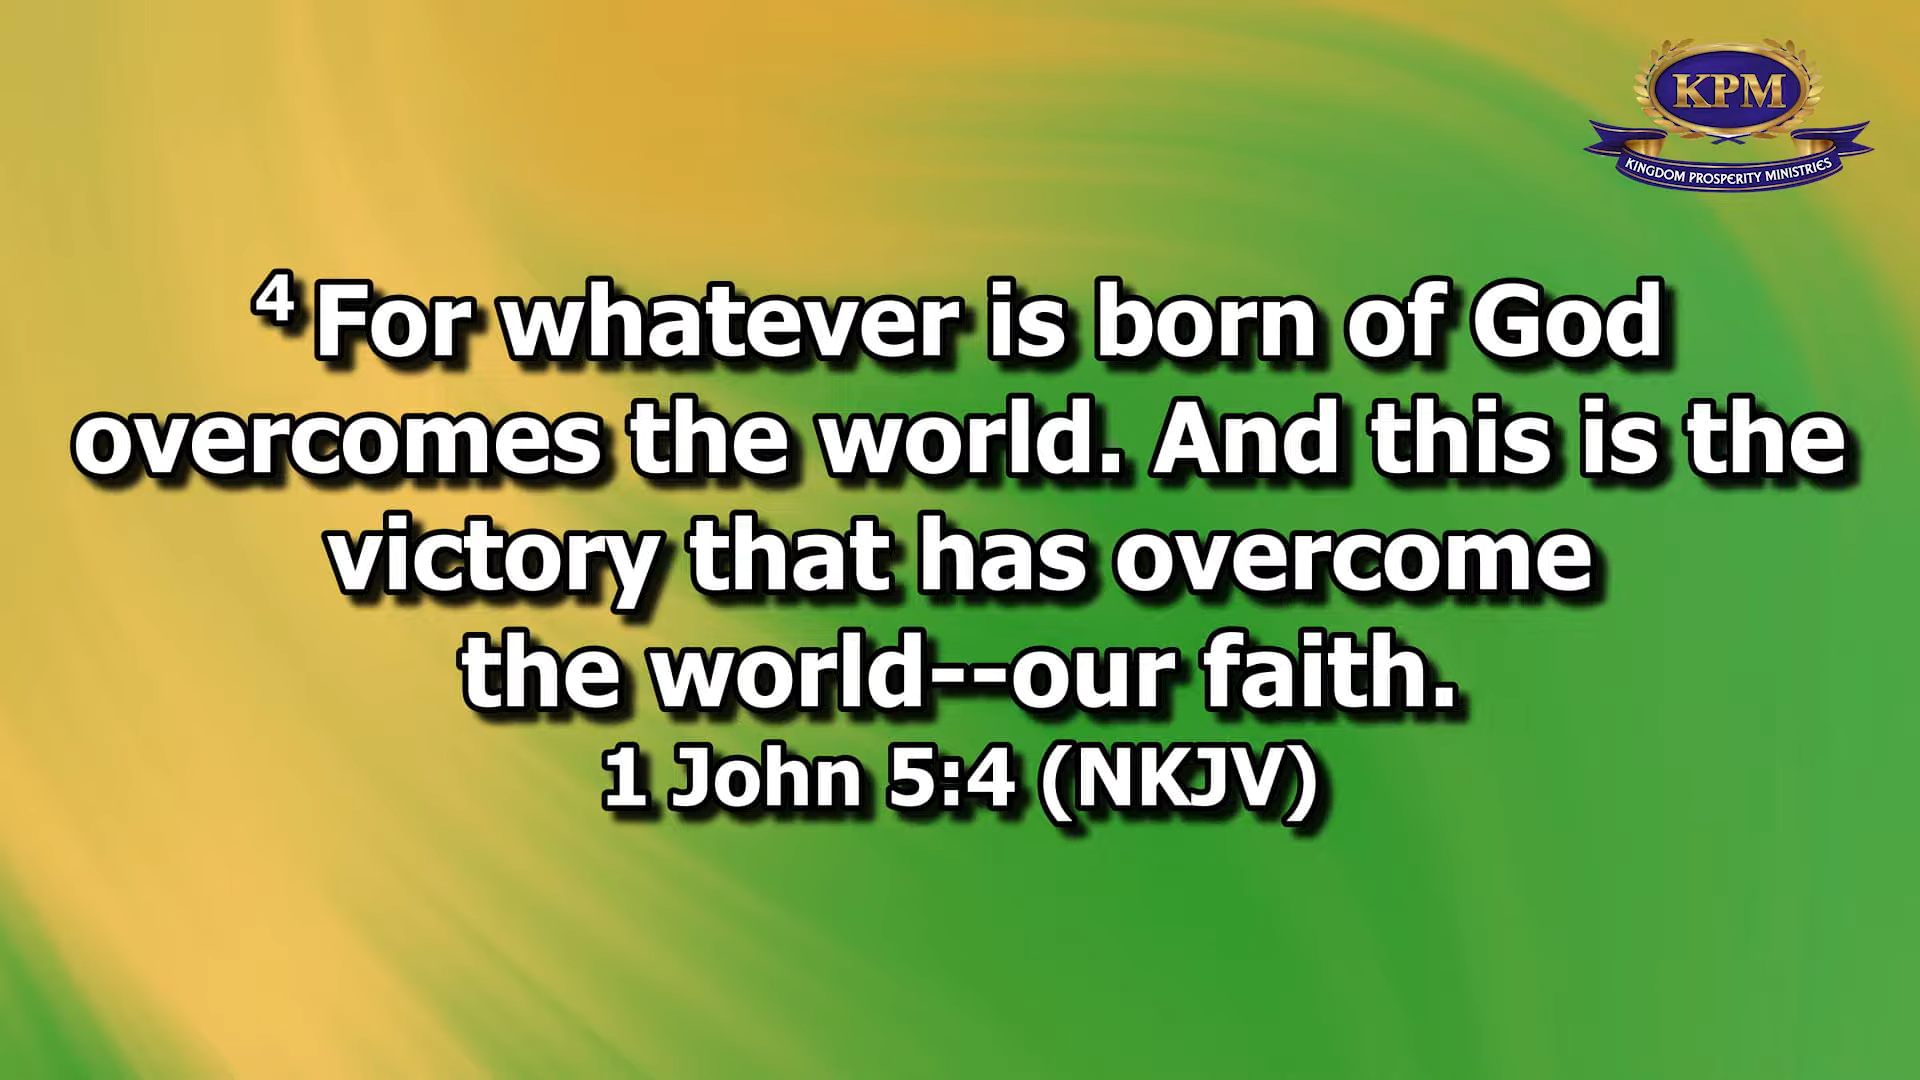 KPM
KINGDOM PROSPERITY MINISTRIES
4 For whatever is born of God
overcomes the world. And this is the
victory that has overcome
the world--our faith.
1 John 5:4 (NKJV)